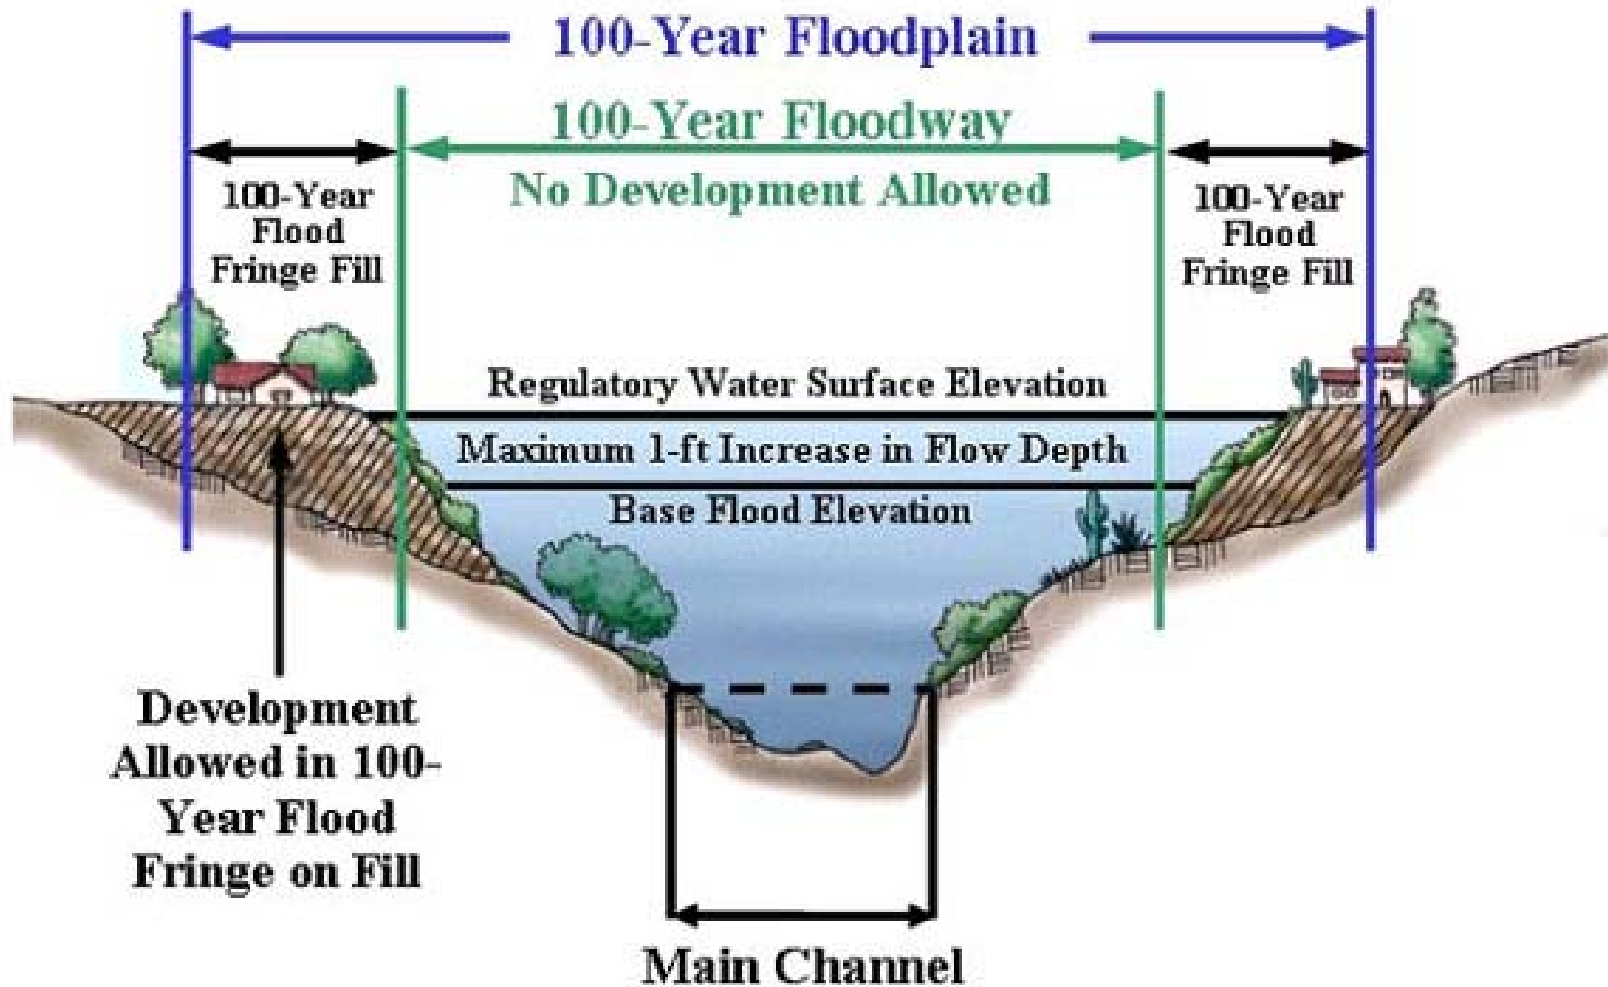 100-Year Floodplain
100-Year Floodway
No Development Allowed
100-Year
Flood
Fringe Fill
100-Year
Flood
Fringe Fill
Regulatory Water Surface Elevation
Maximum 1-ft Increase in Flow Depth
Base Flood Elevation
Development
Allowed in 100-
Year Flood
Fringe on Fill
Main Channel